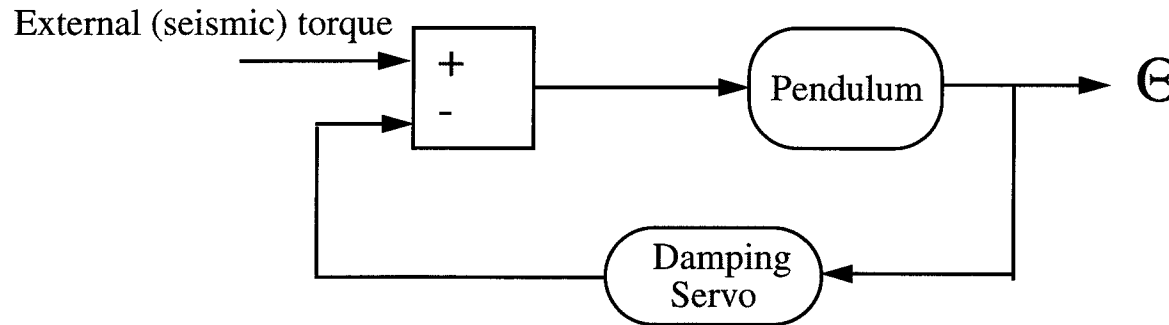 External (seismic) torque
+
-
Pendulum
Θ
Damping
Servo